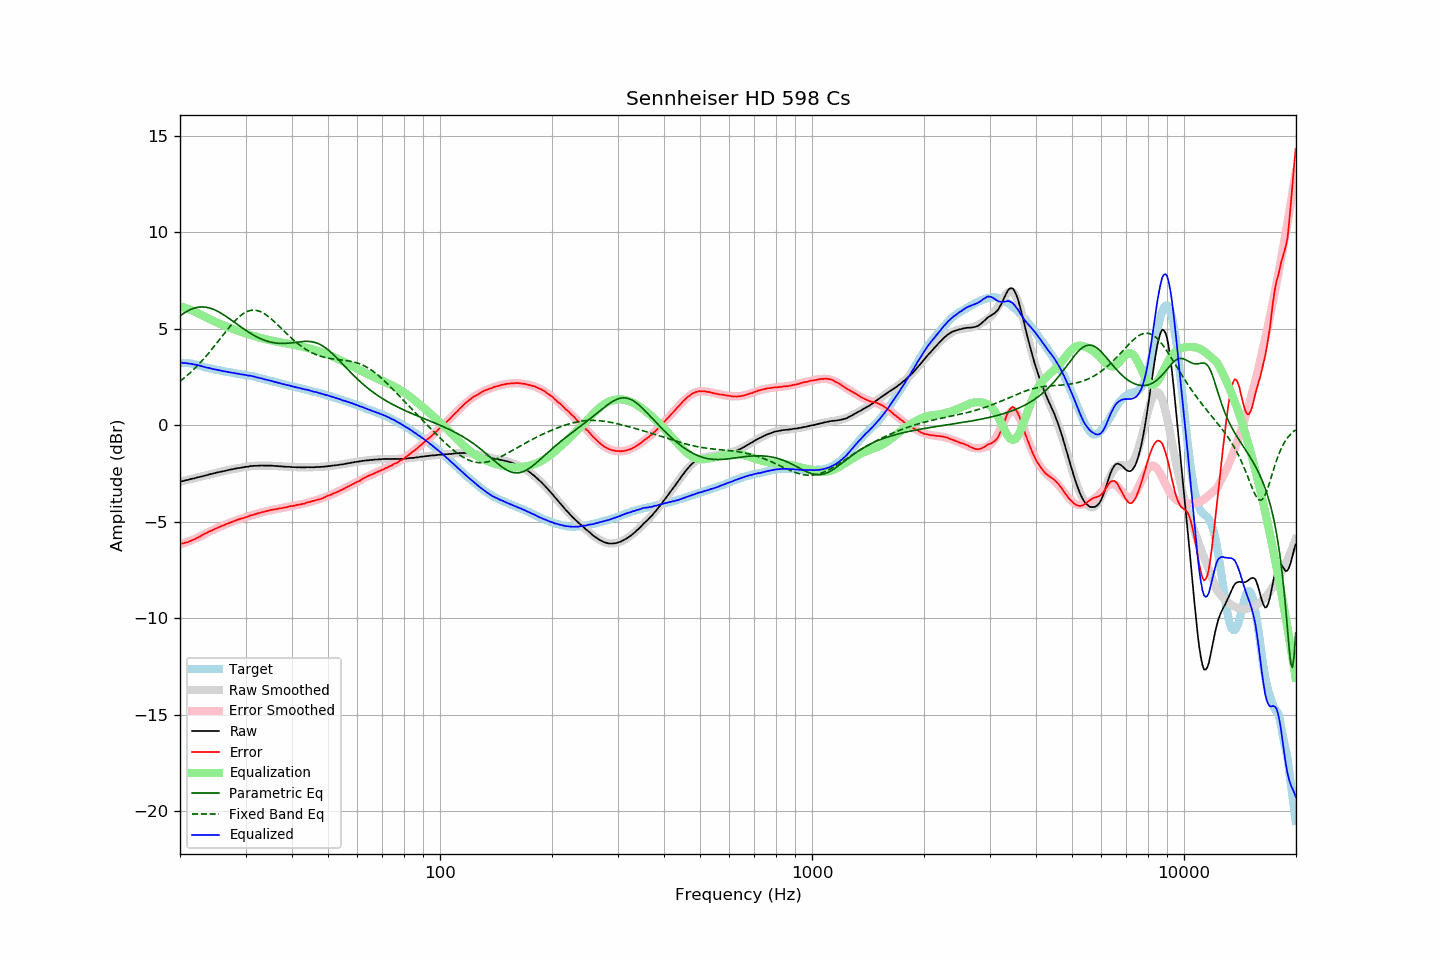 Sennheiser HD 598 Cs
Amplitude (dBr)
15
10
5
0
−5
−10
−15
−20
Target
Raw Smoothed
Error Smoothed
Raw
Error
Equalization
Parametric Eq
Fixed Band Eq
Equalized
100
1000
10000
Frequency (Hz)